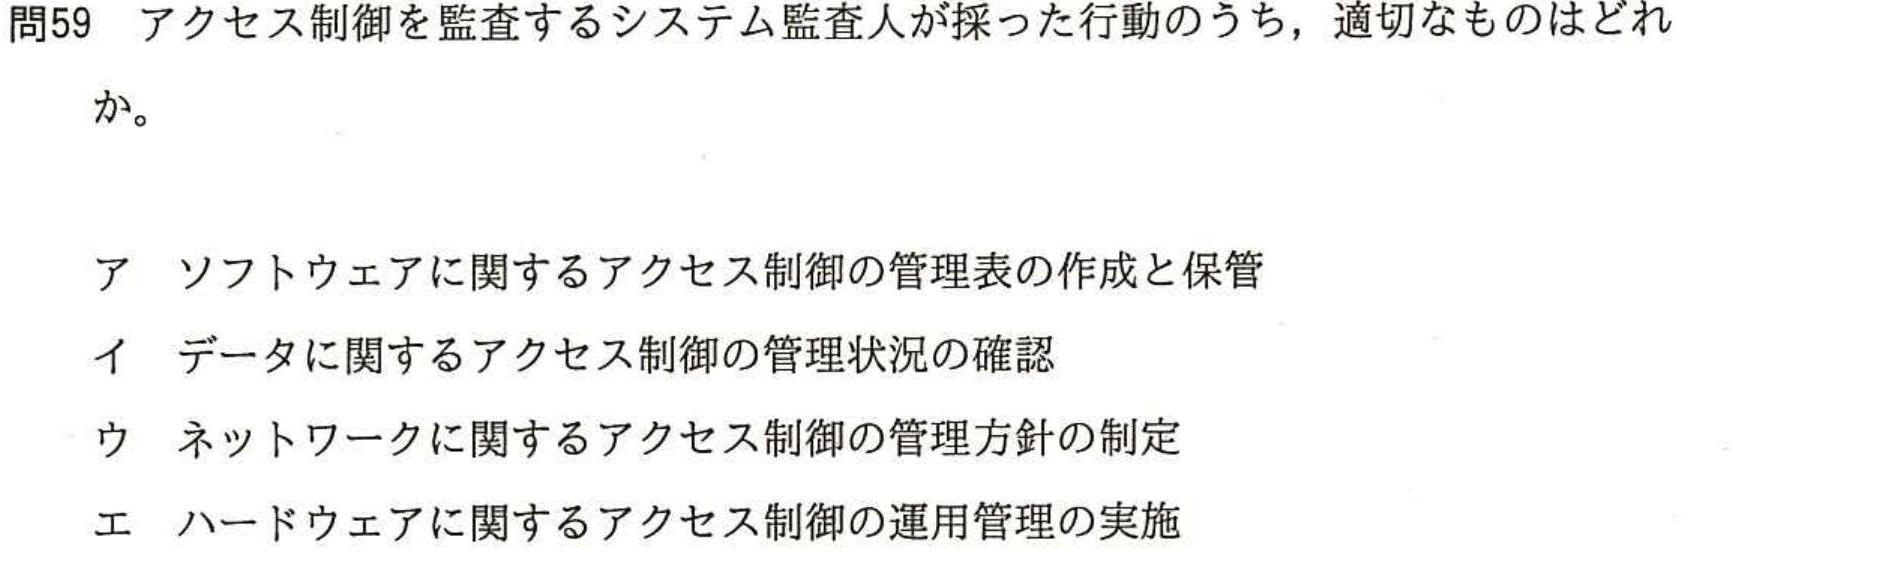 問59　アクセス制御を監査するシステム監査人が採った行動のうち，適切なものはどれ
か。
ア　ソフトウェアに関するアクセス制御の管理表の作成と保管
イ　データに関するアクセス制御の管理状況の確認
ウ　ネットワークに関するアクセス制御の管理方針の制定
エ　ハードウェアに関するアクセス制御の運用管理の実施